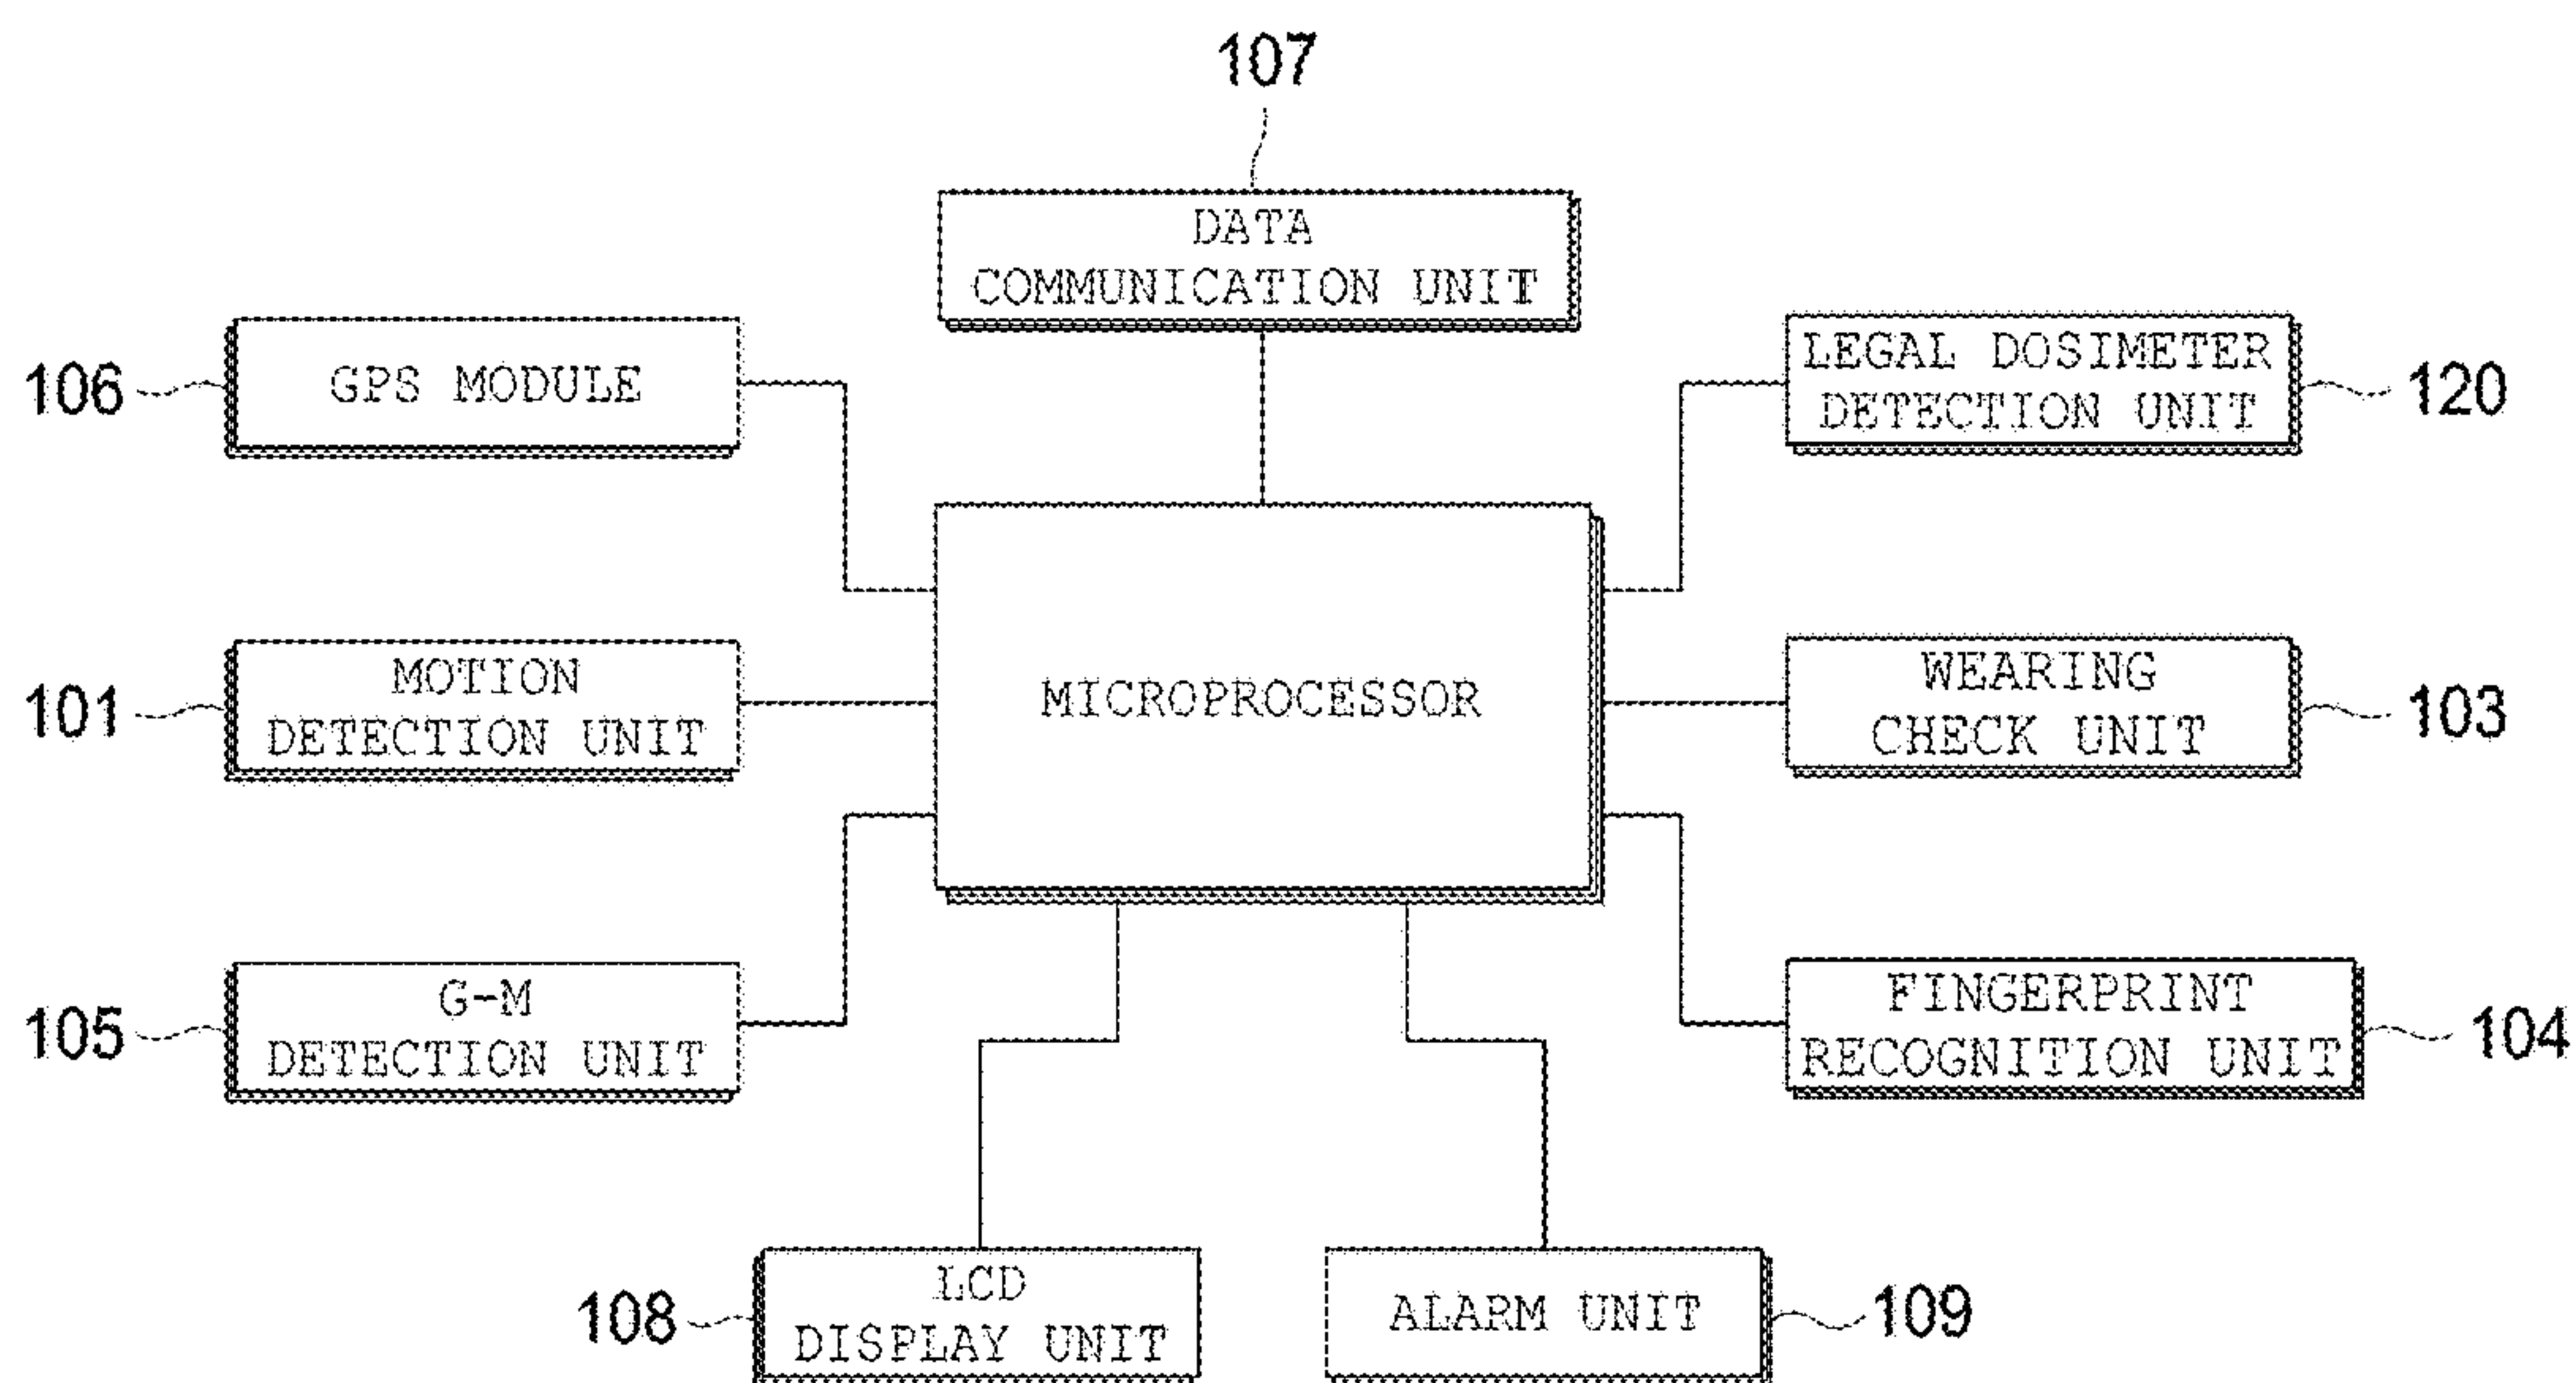 107
DATA
COMMUNICATION UNIT
106
GPS MODULE
LEGAL DOSIMETER
DETECTION UNIT
120
101
MOTION
DETECTION UNIT
MICROPROCESSOR
WEARING
CHECK UNIT
103
105
G-M
DETECTION UNIT
FINGERPRINT
RECOGNITION UNIT
104
108
LCD
DISPLAY UNIT
ALARM UNIT
109